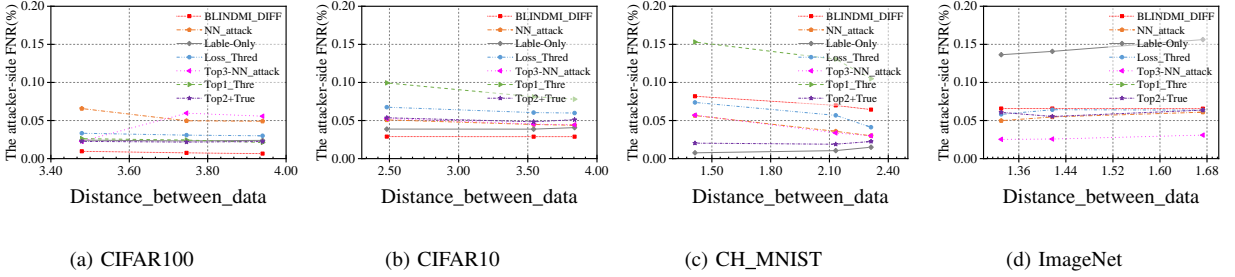 The attacker-side FNR(%)
0.20
0.15
0.10
0.05
0.00
3.40
3.60
3.80
4.00
Distance_between_data
BLINDMI_DIFF
NN_attack
Lable-Only
Loss_Thred
Top3-NN_attack
Top1_Thre
Top2+True
(a) CIFAR100
The attacker-side FNR(%)
0.20
0.15
0.10
0.05
0.00
2.50
3.00
3.50
4.00
Distance_between_data
BLINDMI_DIFF
NN_attack
Lable-Only
Loss_Thred
Top3-NN_attack
Top1_Thre
Top2+True
(b) CIFAR10
The attacker-side FNR(%)
0.20
0.15
0.10
0.05
0.00
1.50
1.80
2.10
2.40
Distance_between_data
BLINDMI_DIFF
NN_attack
Lable-Only
Loss_Thred
Top3-NN_attack
Top1_Thre
Top2+True
(c) CH_MNIST
The attacker-side FNR(%)
0.20
0.15
0.10
0.05
0.00
1.36
1.44
1.52
1.60
1.68
Distance_between_data
BLINDMI_DIFF
NN_attack
Lable-Only
Loss_Thred
Top3-NN_attack
Top1_Thre
Top2+True
(d) ImageNet